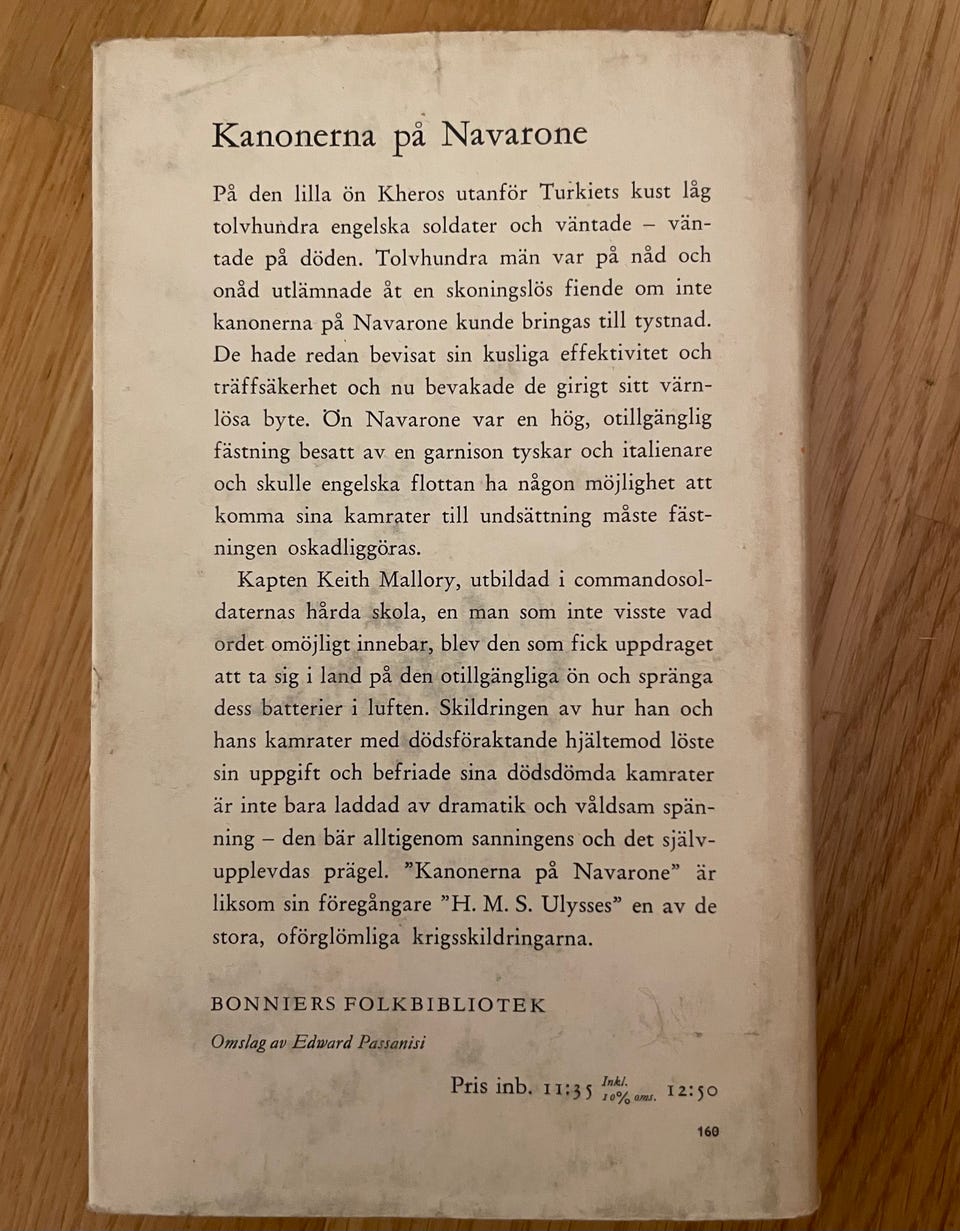 Kanonerna på Navarone
På den lilla ön Kheros utanför Turkiets kust låg
tolvhundra engelska soldater och väntade – vän-
tade på döden. Tolvhundra män var på nåd och
onåd utlämnade åt en skoningslös fiende om inte
kanonerna på Navarone kunde bringas till tystnad.
De hade redan bevisat sin kusliga effektivitet och
träffsäkerhet och nu bevakade de girigt sitt värn-
lösa byte. Ön Navarone var en hög, otillgänglig
fästning besatt av en garnison tyskar och italienare
och skulle engelska flottan ha någon möjlighet att
komma sina kamrater till undsättning måste fäst-
ningen oskadliggöras.
Kapten Keith Mallory, utbildad i commandosol-
daternas hårda skola, en man som inte visste vad
ordet omöjligt innebar, blev den som fick uppdraget
att ta sig i land på den otillgängliga ön och spränga
dess batterier i luften. Skildringen av hur han och
hans kamrater med dödsföraktande hjältemod löste
sin uppgift och befriade sina dödsdömda kamrater
är inte bara laddad av dramatik och våldsam spän-
ning – den bär alltigenom sanningens och det själv-
upplevdas prägel. ”Kanonerna på Navarone” är
liksom sin föregångare ”H. M. S. Ulysses” en av de
stora, oförglömliga krigsskildringarna.
BONNIERS FOLKBIBLIOTEK
Omslag av Edward Passanisi
Pris inb. 11:35 Inkl. 10% oms. 12:50
160